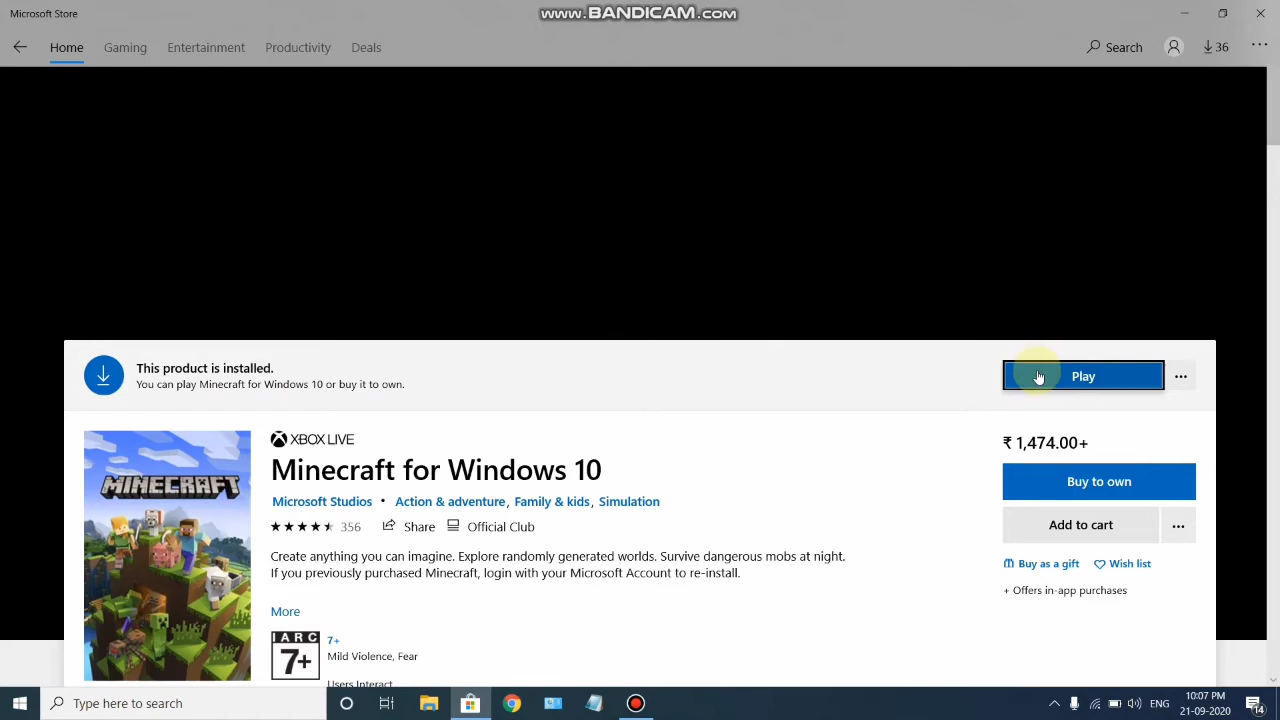 Microsoft Store
www.BANDICAM.COM
Home
Gaming
Entertainment
Productivity
Deals
Search
36
This product is installed.
You can play Minecraft for Windows 10 or buy it to own.
Play
MINECRAFT
XBOX LIVE
Minecraft for Windows 10
Microsoft Studios • Action & adventure, Family & kids, Simulation
356
Share
Official Club
Create anything you can imagine. Explore randomly generated worlds. Survive dangerous mobs at night.
If you previously purchased Minecraft, login with your Microsoft Account to re-install.
More
₹ 1,474.00+
Buy to own
Add to cart
Buy as a gift
Wish list
+ Offers in-app purchases
IARC
7+
7+
Mild Violence, Fear
Users Interact
Type here to search
ENG
10:07 PM
21-09-2020
14